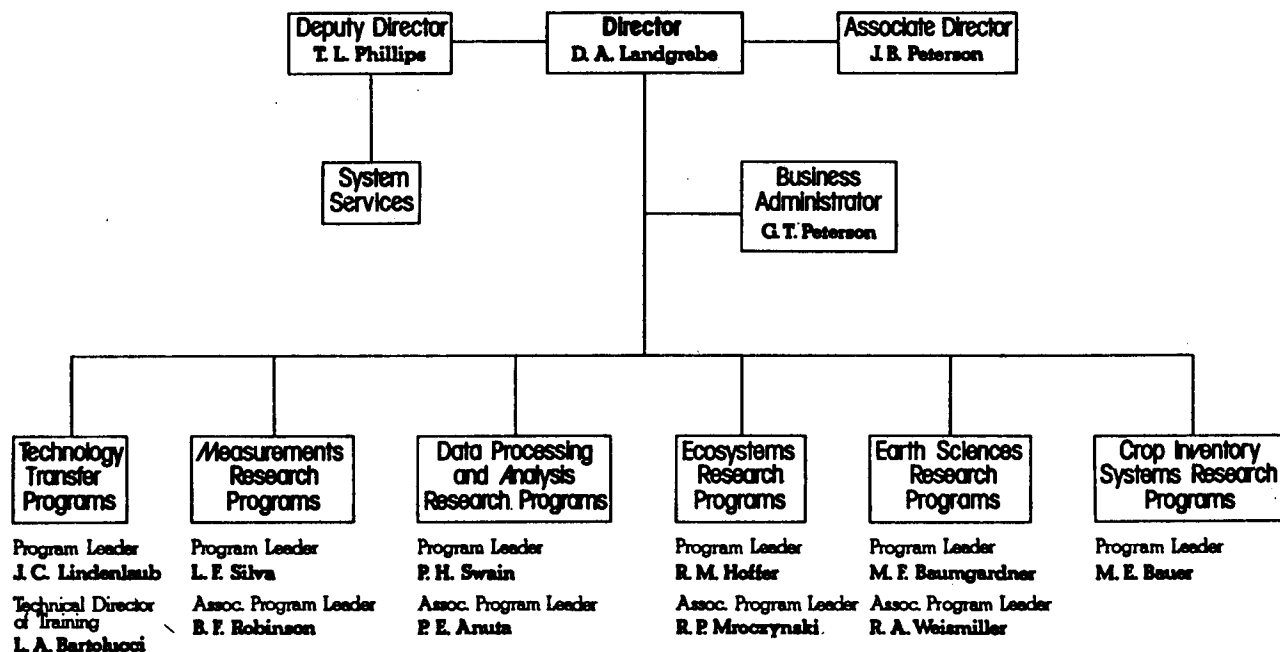 Deputy Director
T. L. Phillips
Director
D. A. Landgrebe
Associate Director
J. B. Peterson
System
Services
Business
Administrator
G. T. Peterson
Technology
Transfer
Programs
Program Leader
J. C. Lindenlaub
Technical Director
of Training
L. A. Bartolucci
Measurements
Research
Programs
Program Leader
L. F. Silva
Assoc. Program Leader
B. F. Robinson
Data Processing
and Analysis
Research Programs
Program Leader
P. H. Swain
Assoc. Program Leader
P. E. Anuta
Ecosystems
Research
Programs
Program Leader
R. M. Hoffer
Assoc. Program Leader
R. P. Mroczynski
Earth Sciences
Research
Programs
Program Leader
M. F. Baumgardner
Assoc. Program Leader
R. A. Weismiller
Crop Inventory
Systems Research
Programs
Program Leader
M. E. Bauer